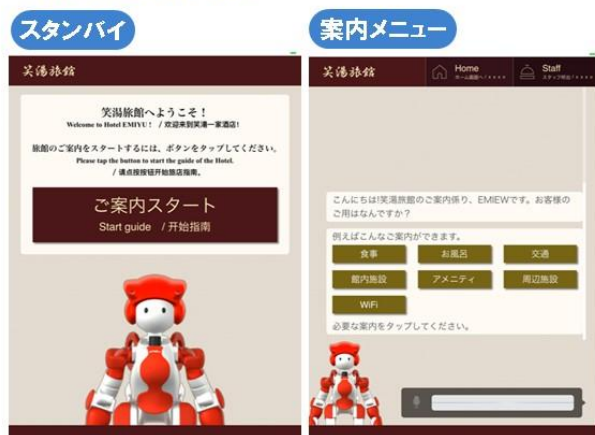 スタンバイ
笑湯旅館
笑湯旅館へようこそ！
Welcome to Hotel EMIYU！ / 欢迎来到笑湯一家酒店!
旅館のご案内をスタートするには、ボタンをタップしてください。
Please tap the button to start the guide of the Hotel.
/ 请点按按钮开始旅店指南。
ご案内スタート
Start guide / 开始指南
案内メニュー
笑湯旅館
Home
Staff
こんにちは!笑湯旅館のご案内係り、EMIEWです。お客様の
ご用はなんですか？
例えばこんなご案内ができます。
食事 お風呂 交通
館内施設 アメニティ 周辺施設
WiFi
必要な案内をタップしてください。